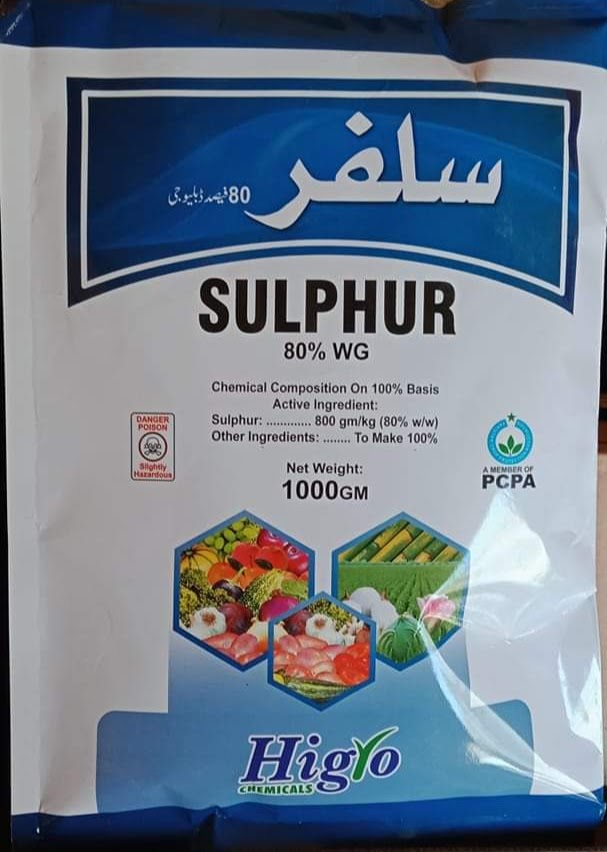 سلفر
80 فیصد ڈبلیو جی
SULPHUR
80% WG
Chemical Composition On 100% Basis
Active Ingredient:
Sulphur: ............. 800 gm/kg (80% w/w)
Other Ingredients: ........ To Make 100%
DANGER
POISON
Slightly
Hazardous
A MEMBER OF
PCPA
Net Weight:
1000GM
Higro
CHEMICALS